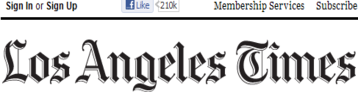 Sign In or Sign Up Like 210k Membership Services Subscribe
Los Angeles Times